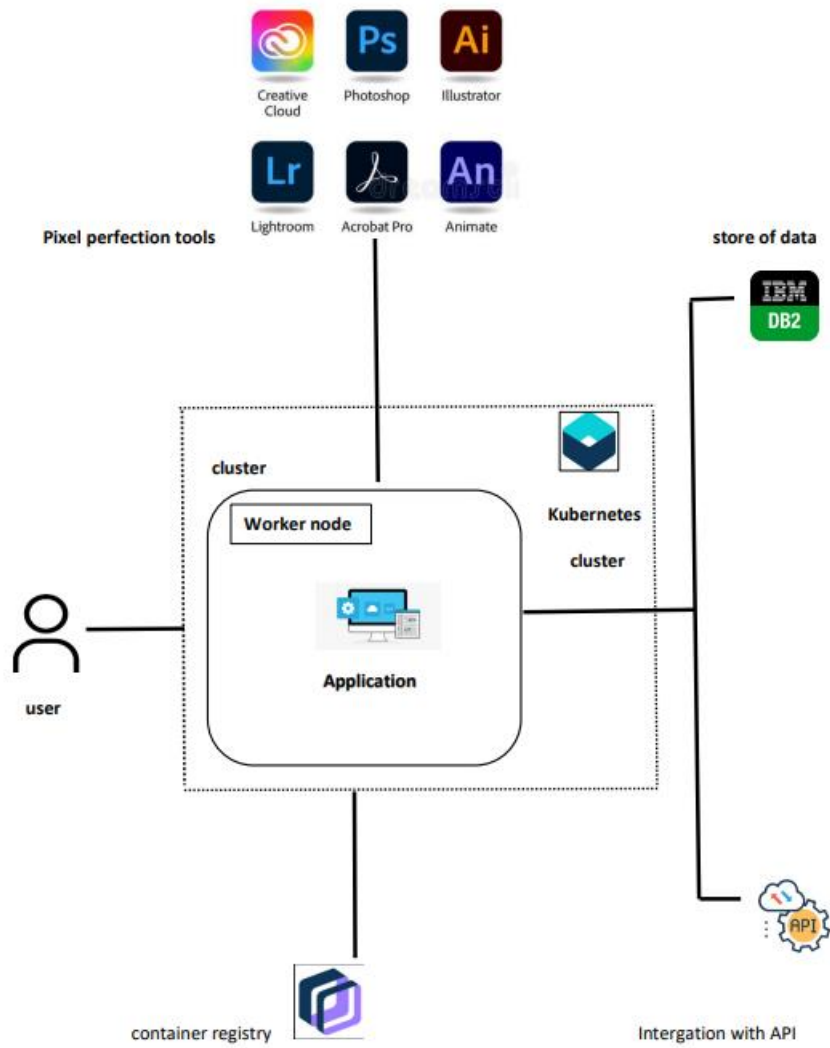 Ps
Ai
Creative
Cloud
Photoshop
Illustrator
Lr
An
Lightroom
Acrobat Pro
Animate
Pixel perfection tools
store of data
IBM
DB2
cluster
Worker node
Kubernetes
cluster
Application
user
API
container registry
Intergation with API